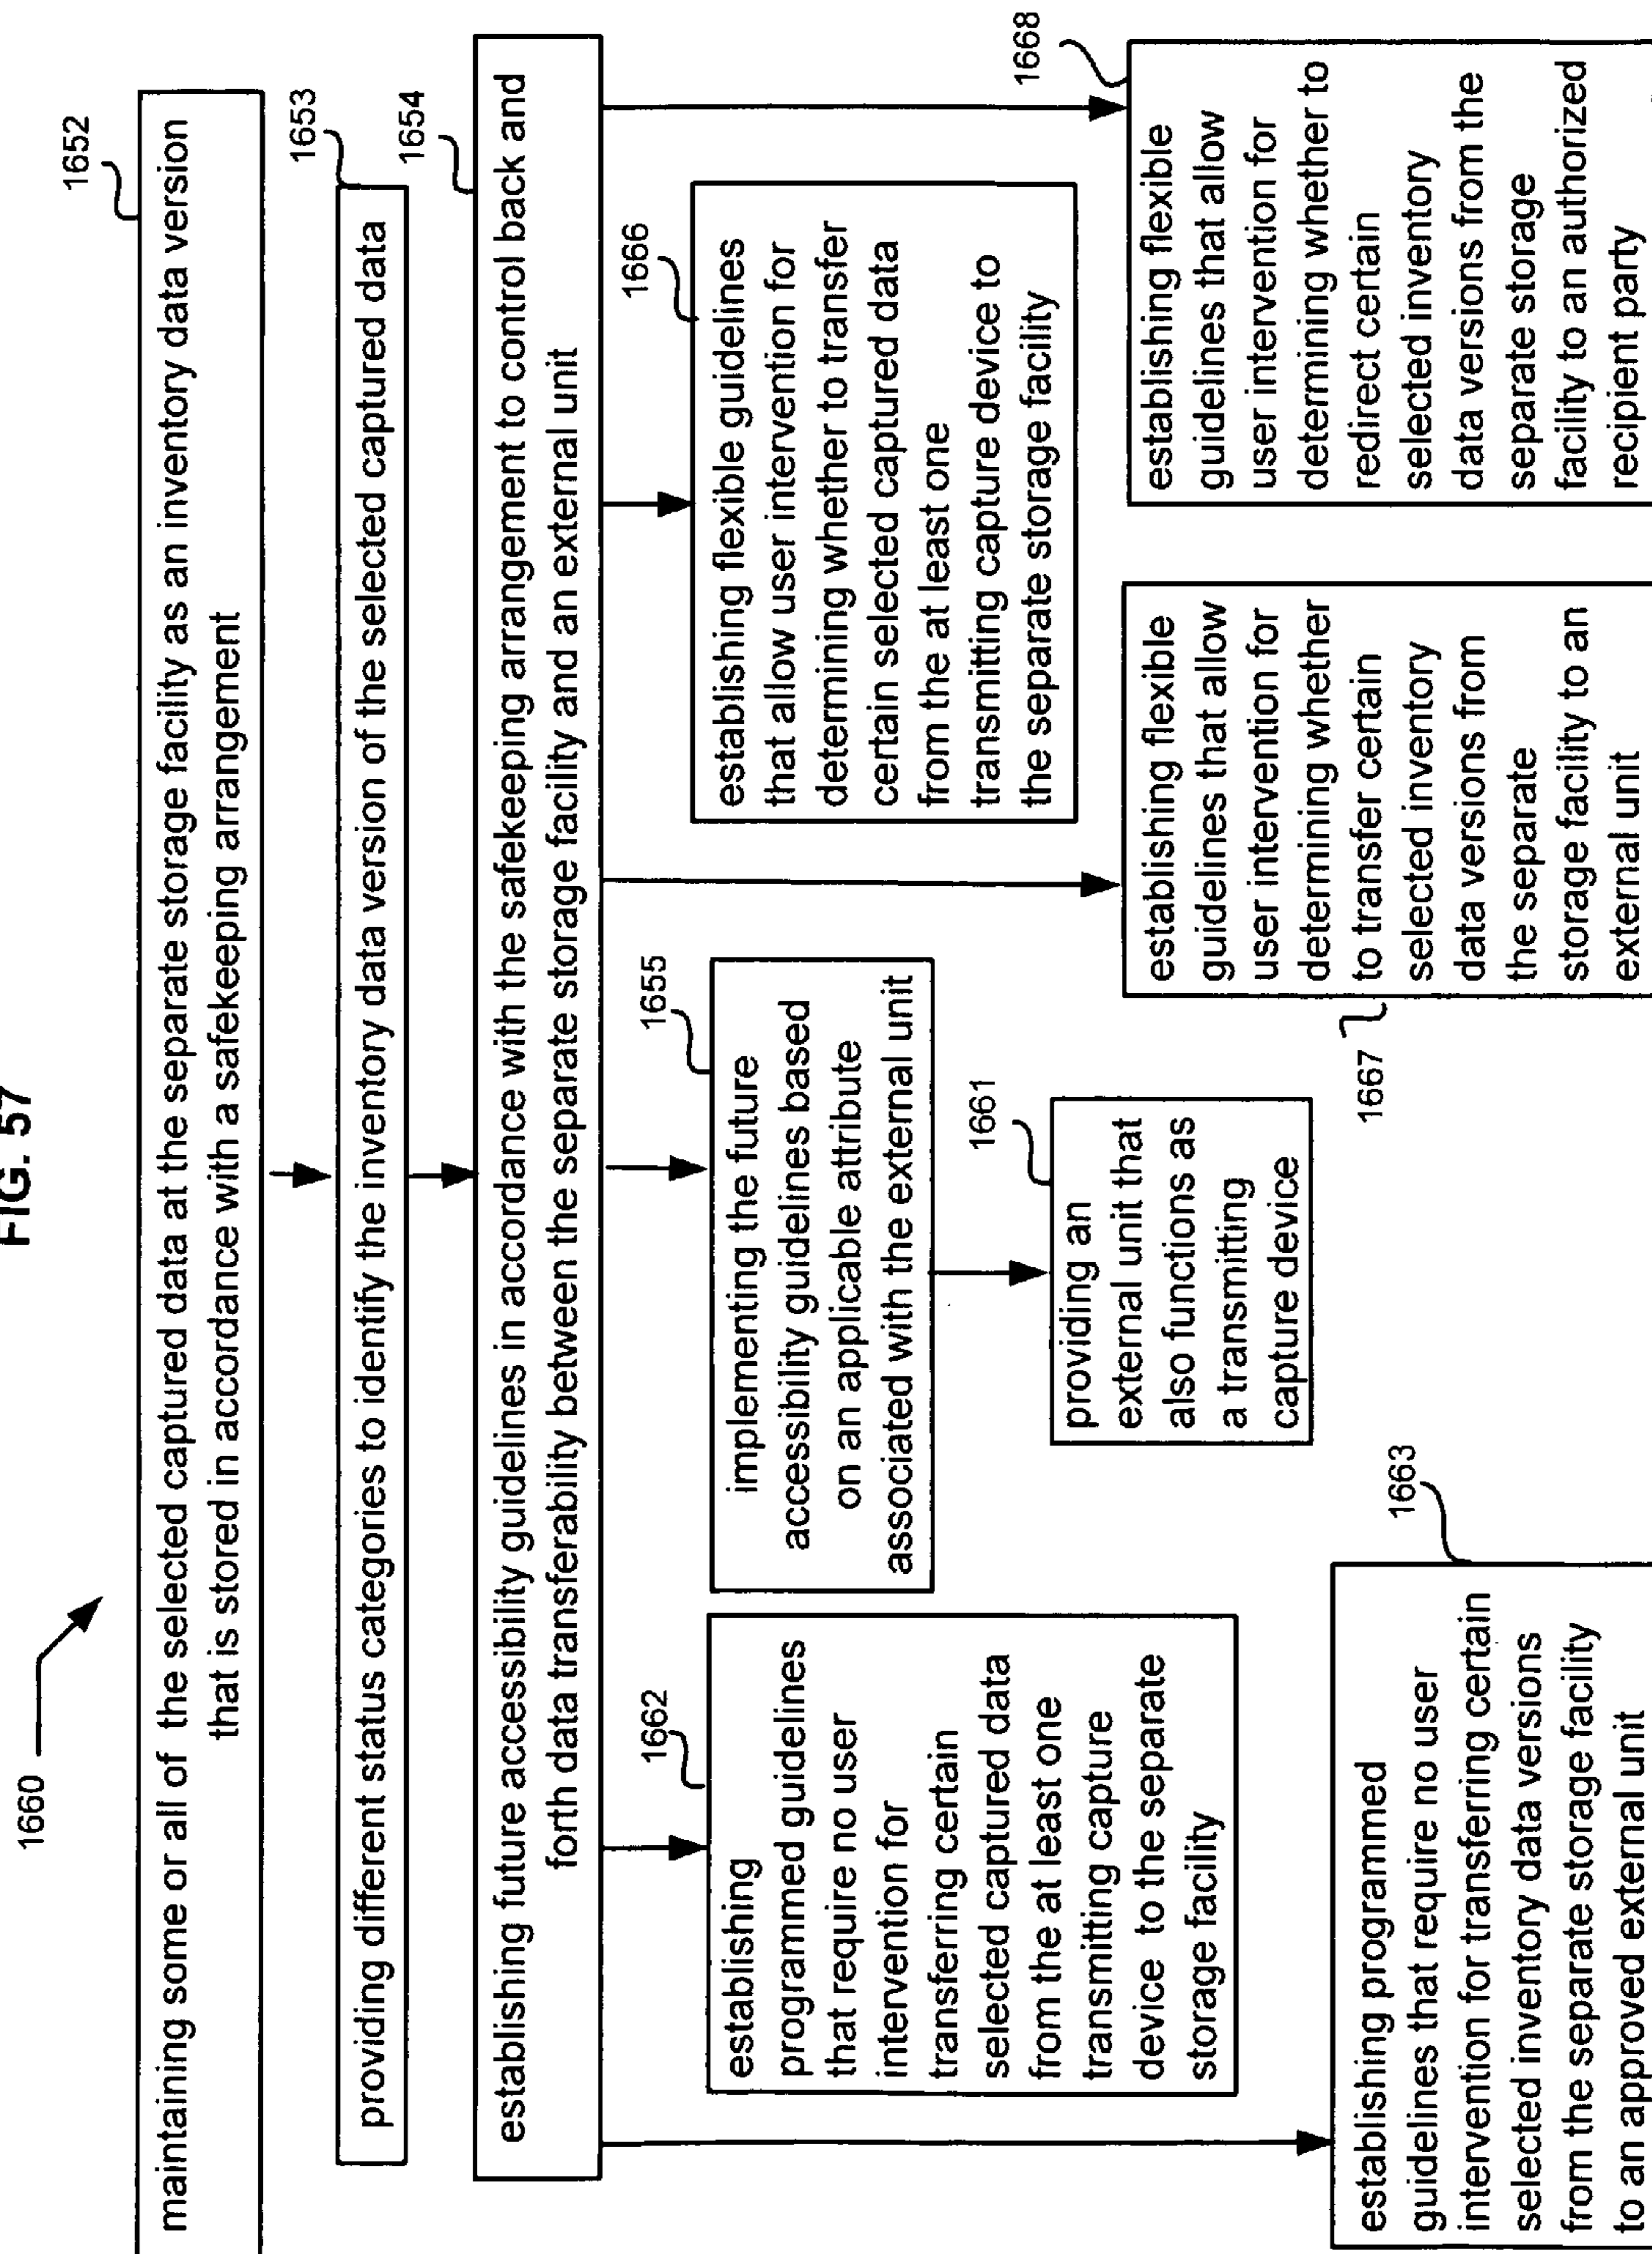 FIG. 57
1660
1652
maintaining some or all of the selected captured data at the separate storage facility as an inventory data version
that is stored in accordance with a safekeeping arrangement
1653
providing different status categories to identify the inventory data version of the selected captured data
1654
establishing future accessibility guidelines in accordance with the safekeeping arrangement to control back and
forth data transferability between the separate storage facility and an external unit
1662
establishing
programmed guidelines
that require no user
intervention for
transferring certain
selected captured data
from the at least one
transmitting capture
device to the separate
storage facility
1655
implementing the future
accessibility guidelines based
on an applicable attribute
associated with the external unit
1666
establishing flexible guidelines
that allow user intervention for
determining whether to transfer
certain selected captured data
from the at least one
transmitting capture device to
the separate storage facility
1661
providing an
external unit that
also functions as
a transmitting
capture device
1663
establishing programmed
guidelines that require no user
intervention for transferring certain
selected inventory data versions
from the separate storage facility
to an approved external unit
1667
establishing flexible
guidelines that allow
user intervention for
determining whether
to transfer certain
selected inventory
data versions from
the separate
storage facility to an
external unit
1668
establishing flexible
guidelines that allow
user intervention for
determining whether to
redirect certain
selected inventory
data versions from the
separate storage
facility to an authorized
recipient party